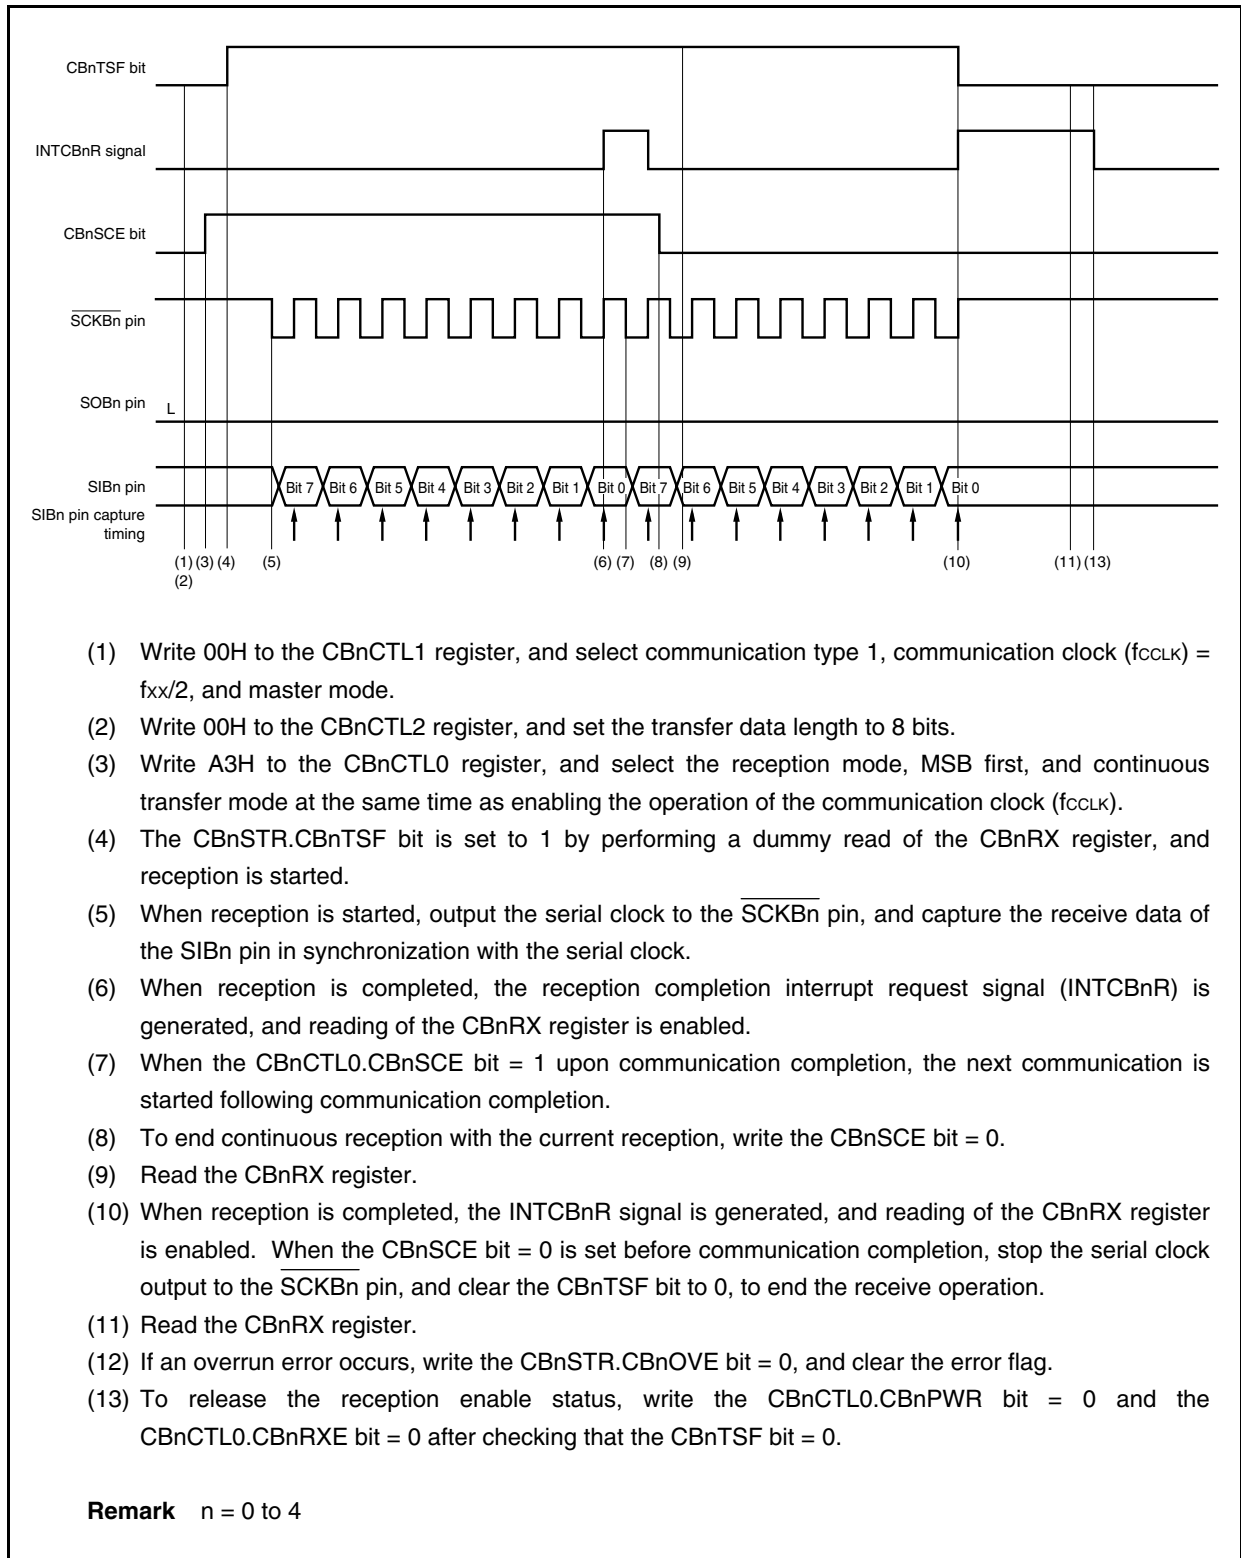 CBnTSF bit
INTCBnR signal
CBnSCE bit
SCKBn pin
SOBn pin L
SIBn pin Bit 7 Bit 6 Bit 5 Bit 4 Bit 3 Bit 2 Bit 1 Bit 0 Bit 7 Bit 6 Bit 5 Bit 4 Bit 3 Bit 2 Bit 1 Bit 0
SIBn pin capture
timing
(1) (3) (4) (5) (6) (7) (8) (9) (10) (11) (13)
(2)
(1) Write 00H to the CBnCTL1 register, and select communication type 1, communication clock (fCCLK) =
fxx/2, and master mode.
(2) Write 00H to the CBnCTL2 register, and set the transfer data length to 8 bits.
(3) Write A3H to the CBnCTL0 register, and select the reception mode, MSB first, and continuous
transfer mode at the same time as enabling the operation of the communication clock (fCCLK).
(4) The CBnSTR.CBnTSF bit is set to 1 by performing a dummy read of the CBnRX register, and
reception is started.
(5) When reception is started, output the serial clock to the SCKBn pin, and capture the receive data of
the SIBn pin in synchronization with the serial clock.
(6) When reception is completed, the reception completion interrupt request signal (INTCBnR) is
generated, and reading of the CBnRX register is enabled.
(7) When the CBnCTL0.CBnSCE bit = 1 upon communication completion, the next communication is
started following communication completion.
(8) To end continuous reception with the current reception, write the CBnSCE bit = 0.
(9) Read the CBnRX register.
(10) When reception is completed, the INTCBnR signal is generated, and reading of the CBnRX register
is enabled. When the CBnSCE bit = 0 is set before communication completion, stop the serial clock
output to the SCKBn pin, and clear the CBnTSF bit to 0, to end the receive operation.
(11) Read the CBnRX register.
(12) If an overrun error occurs, write the CBnSTR.CBnOVE bit = 0, and clear the error flag.
(13) To release the reception enable status, write the CBnCTL0.CBnPWR bit = 0 and the
CBnCTL0.CBnRXE bit = 0 after checking that the CBnTSF bit = 0.
Remark n = 0 to 4